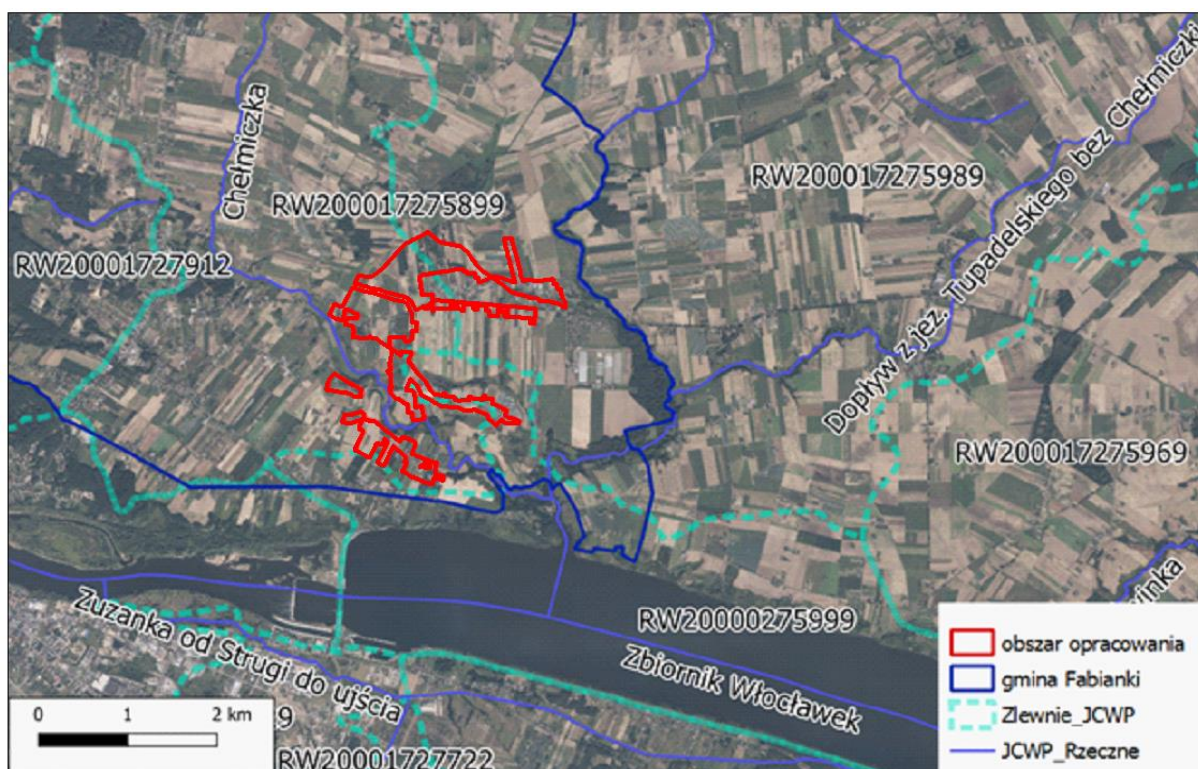 Chełmiczka
RW200017275899
RW200017275989
Dopływ z jez. Tupadelskiego bez Chełmiczki
RW20001727912
RW200017275969
RW20000275999
Zbiornik Włocławek
Zuzanka od Strugi do ujścia
RW20001727722
obszar opracowania
gmina Fabianki
Zlewnie_JCWP
JCWP_Rzeczne
0 1 2 km